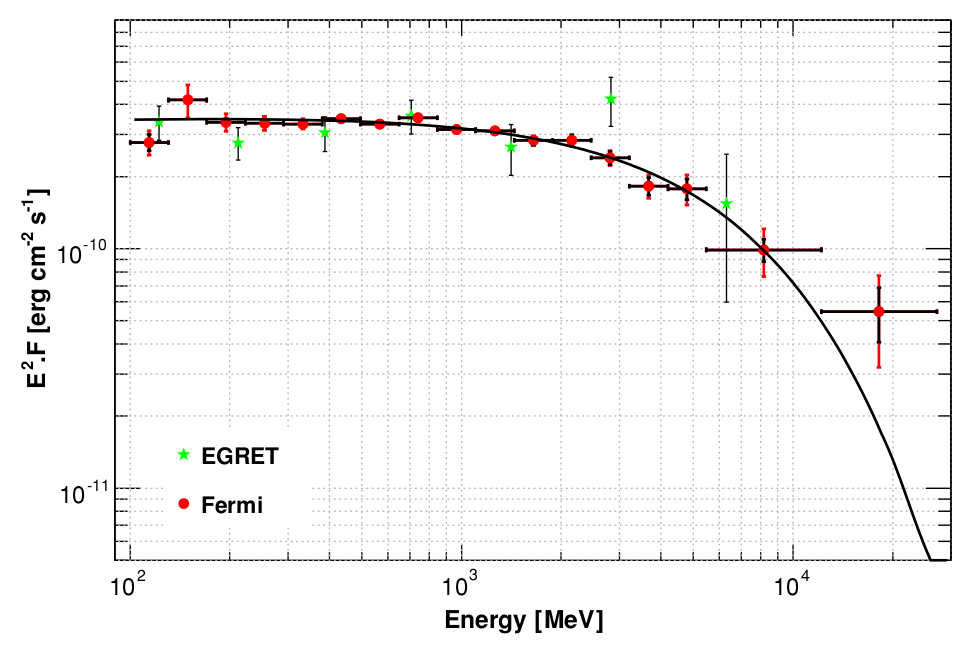 E².F [erg cm⁻² s⁻¹]
10⁻¹⁰
10⁻¹¹
EGRET
Fermi
10² 10³ 10⁴
Energy [MeV]